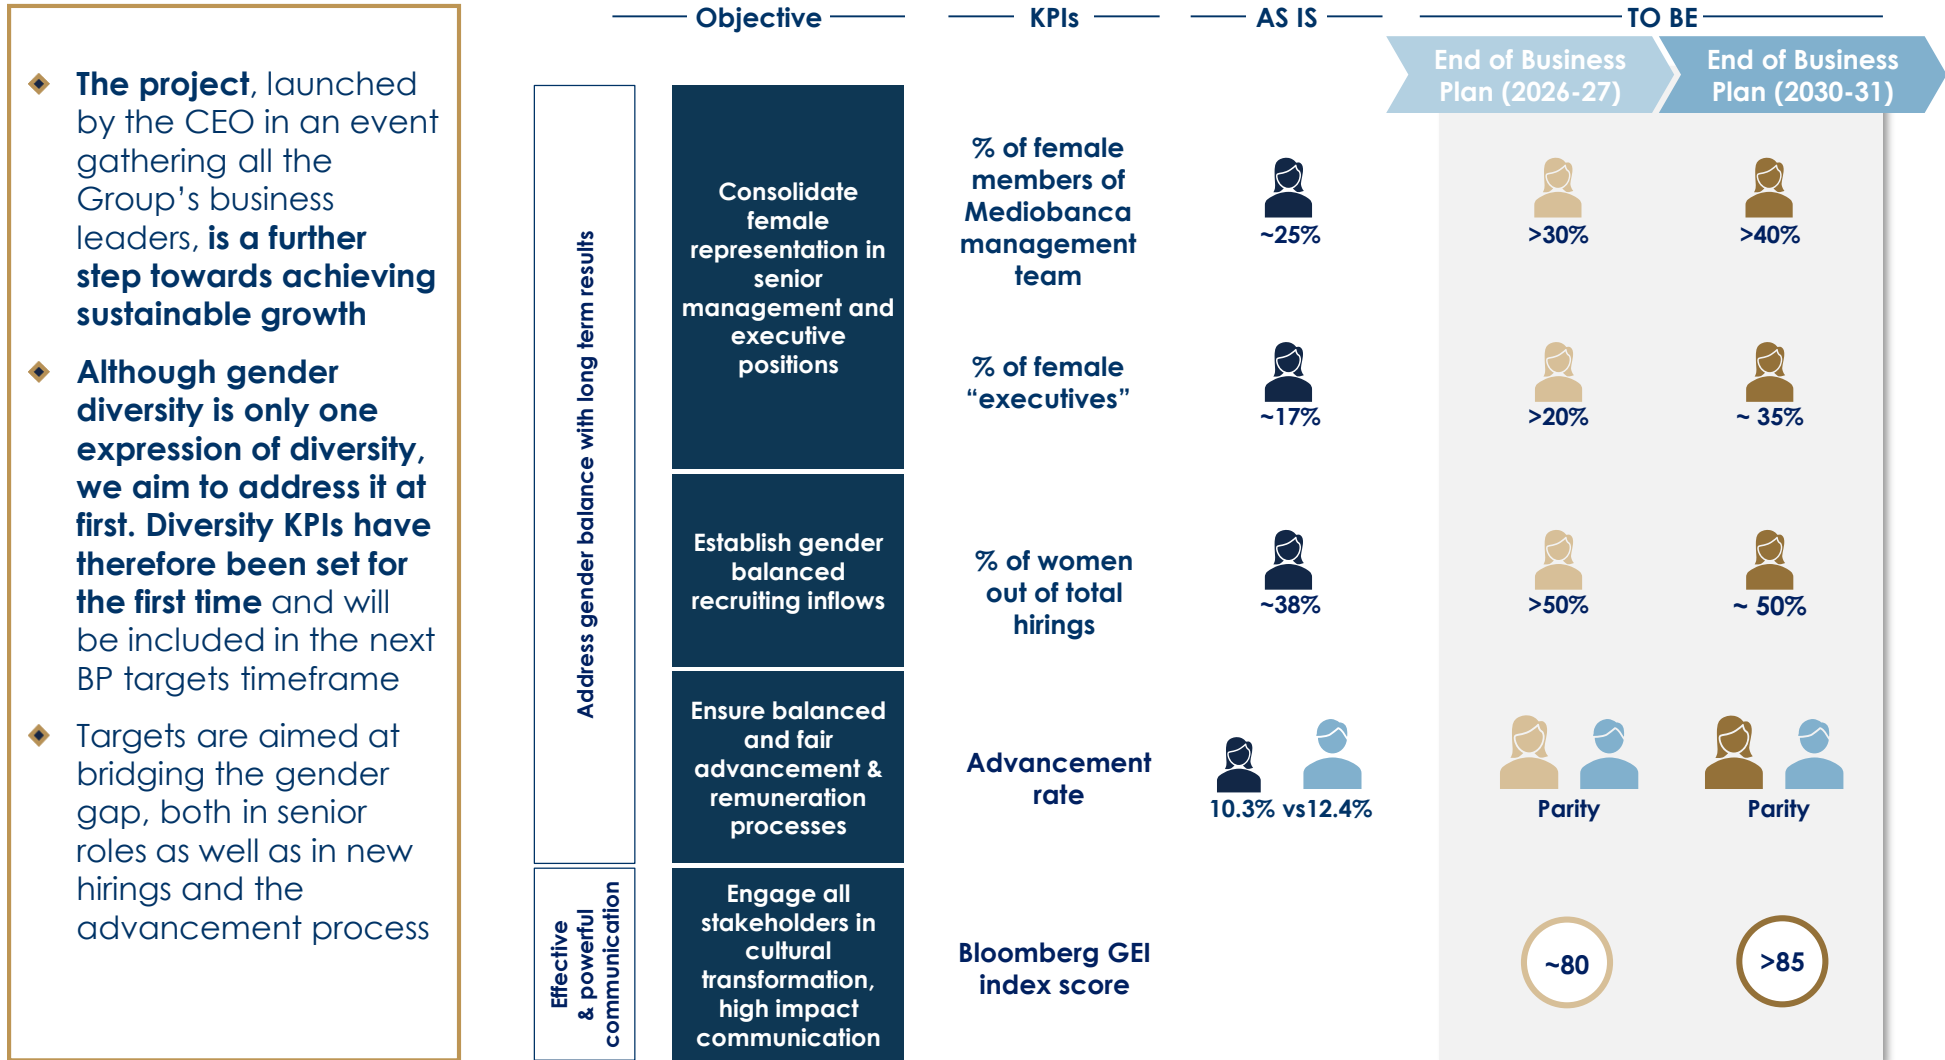 The project, launched
by the CEO in an event
gathering all the
Group’s business
leaders, is a further
step towards achieving
sustainable growth
Although gender
diversity is only one
expression of diversity,
we aim to address it at
first. Diversity KPIs have
therefore been set for
the first time and will
be included in the next
BP targets timeframe
Targets are aimed at
bridging the gender
gap, both in senior
roles as well as in new
hirings and the
advancement process
Objective
KPIs
AS IS
TO BE
End of Business
Plan (2026-27)
End of Business
Plan (2030-31)
Address gender balance with long term results
Consolidate
female
representation in
senior
management and
executive
positions
% of female
members of
Mediobanca
management
team
~25%
>30%
>40%
% of female
“executives”
~17%
>20%
~ 35%
Establish gender
balanced
recruiting inflows
% of women
out of total
hirings
~38%
>50%
~ 50%
Ensure balanced
and fair
advancement &
remuneration
processes
Advancement
rate
10.3% vs12.4%
Parity
Parity
Effective
& powerful
communication
Engage all
stakeholders in
cultural
transformation,
high impact
communication
Bloomberg GEI
index score
~80
>85